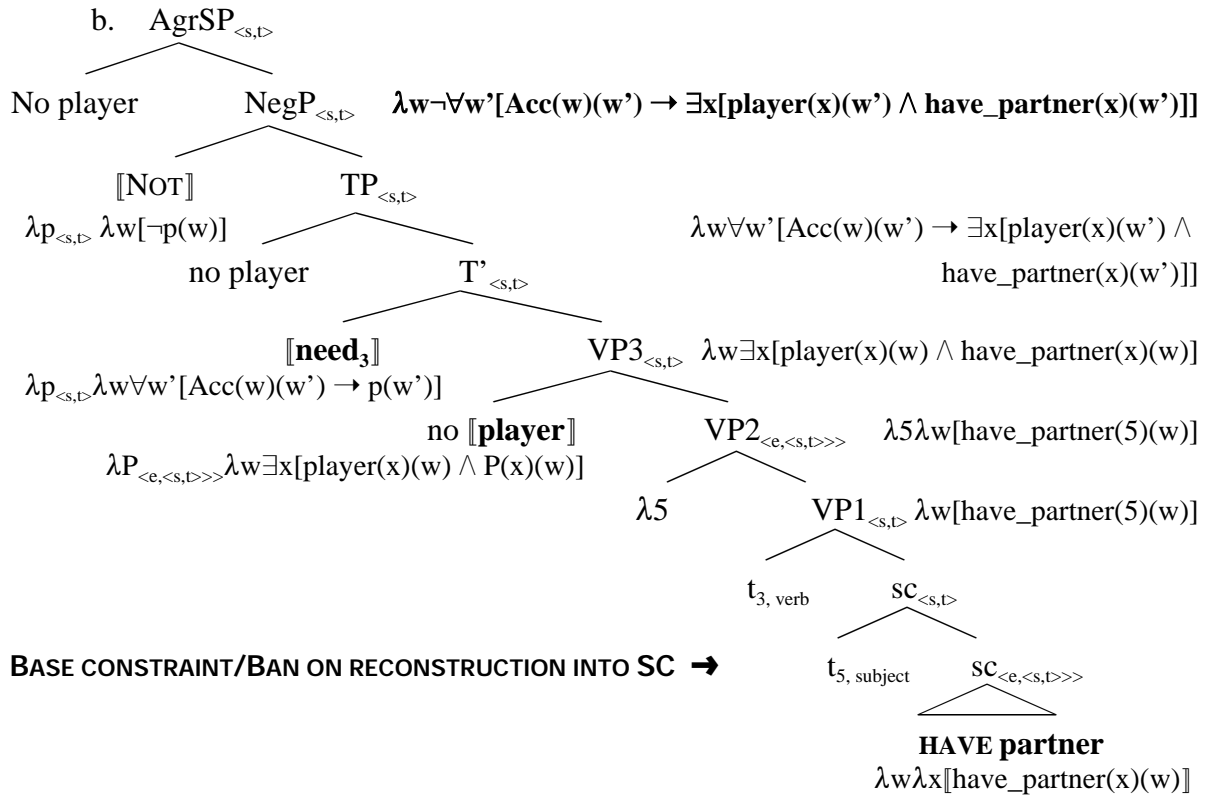 b. AgrSP<s,t>
No player NegP<s,t> λw¬∀w’[Acc(w)(w’) → ∃x[player(x)(w’) ∧ have_partner(x)(w’)]]
⟦NOT⟧ TP<s,t>
λp<s,t> λw[¬p(w)] λw∀w’[Acc(w)(w’) → ∃x[player(x)(w’) ∧
no player T’<s,t> have_partner(x)(w’)]]
⟦need3⟧ VP3<s,t> λw∃x[player(x)(w) ∧ have_partner(x)(w)]
λp<s,t>λw∀w’[Acc(w)(w’) → p(w’)]
no ⟦player⟧ VP2<e,<s,t>>> λ5λw[have_partner(5)(w)]
λP<e,<s,t>>>λw∃x[player(x)(w) ∧ P(x)(w)]
λ5 VP1<s,t> λw[have_partner(5)(w)]
t3, verb sc<s,t>
BASE CONSTRAINT/BAN ON RECONSTRUCTION INTO SC ➔ t5, subject sc<e,<s,t>>>
HAVE partner
λwλx⟦have_partner(x)(w)⟧